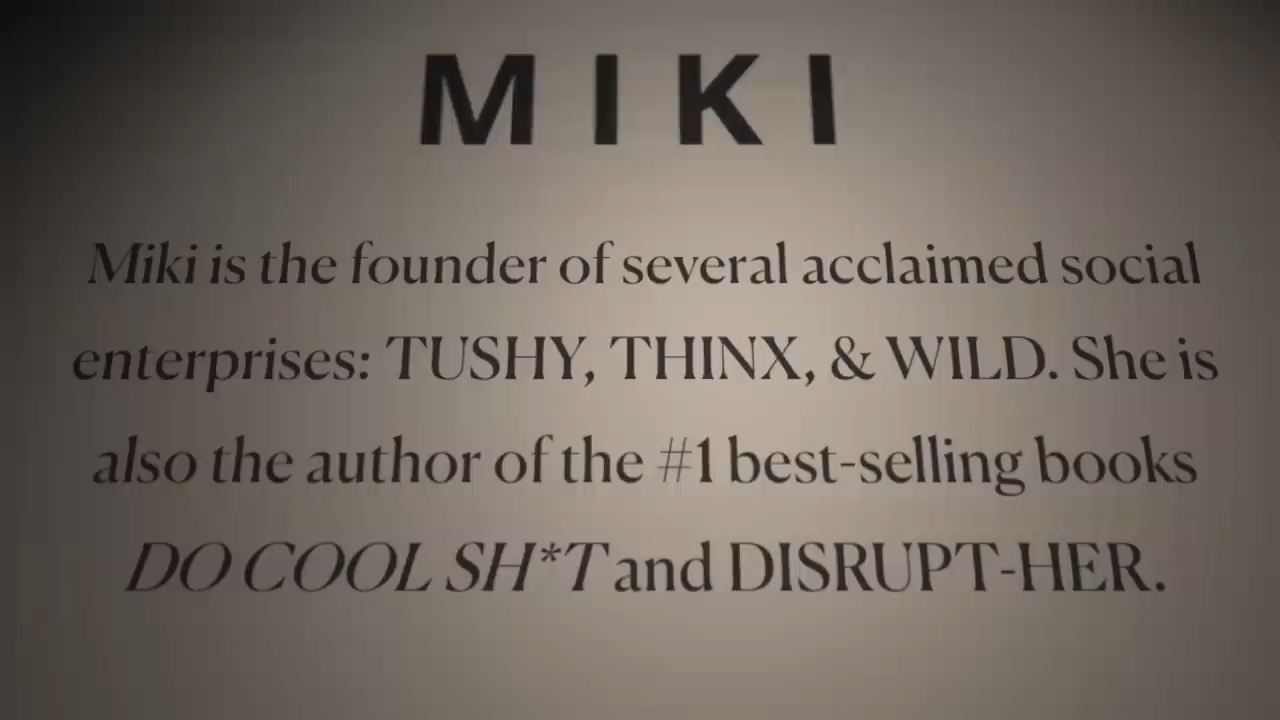 MIKI
Miki is the founder of several acclaimed social
enterprises: TUSHY, THINX, & WILD. She is
also the author of the #1 best-selling books
DO COOL SH*T and DISRUPT-HER.